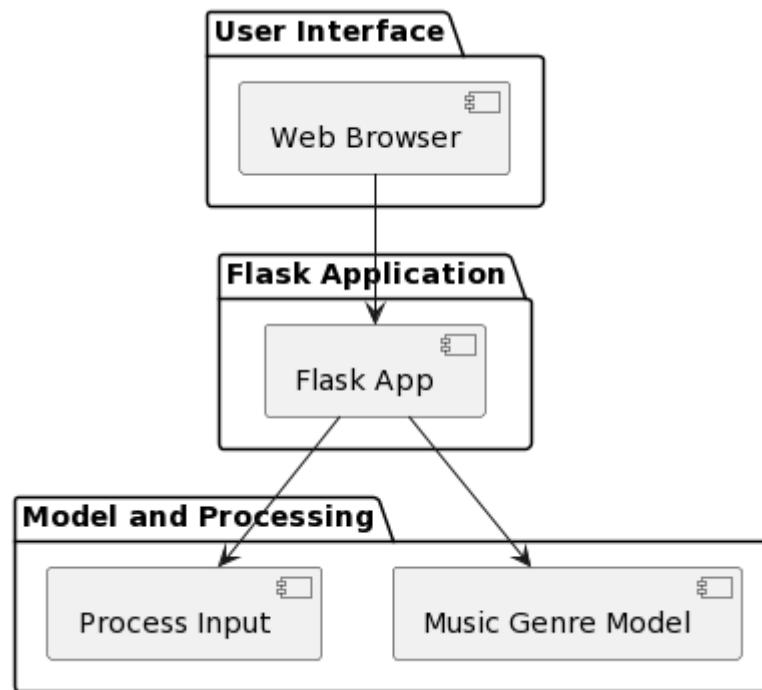 User Interface
Web Browser
Flask Application
Flask App
Model and Processing
Process Input
Music Genre Model